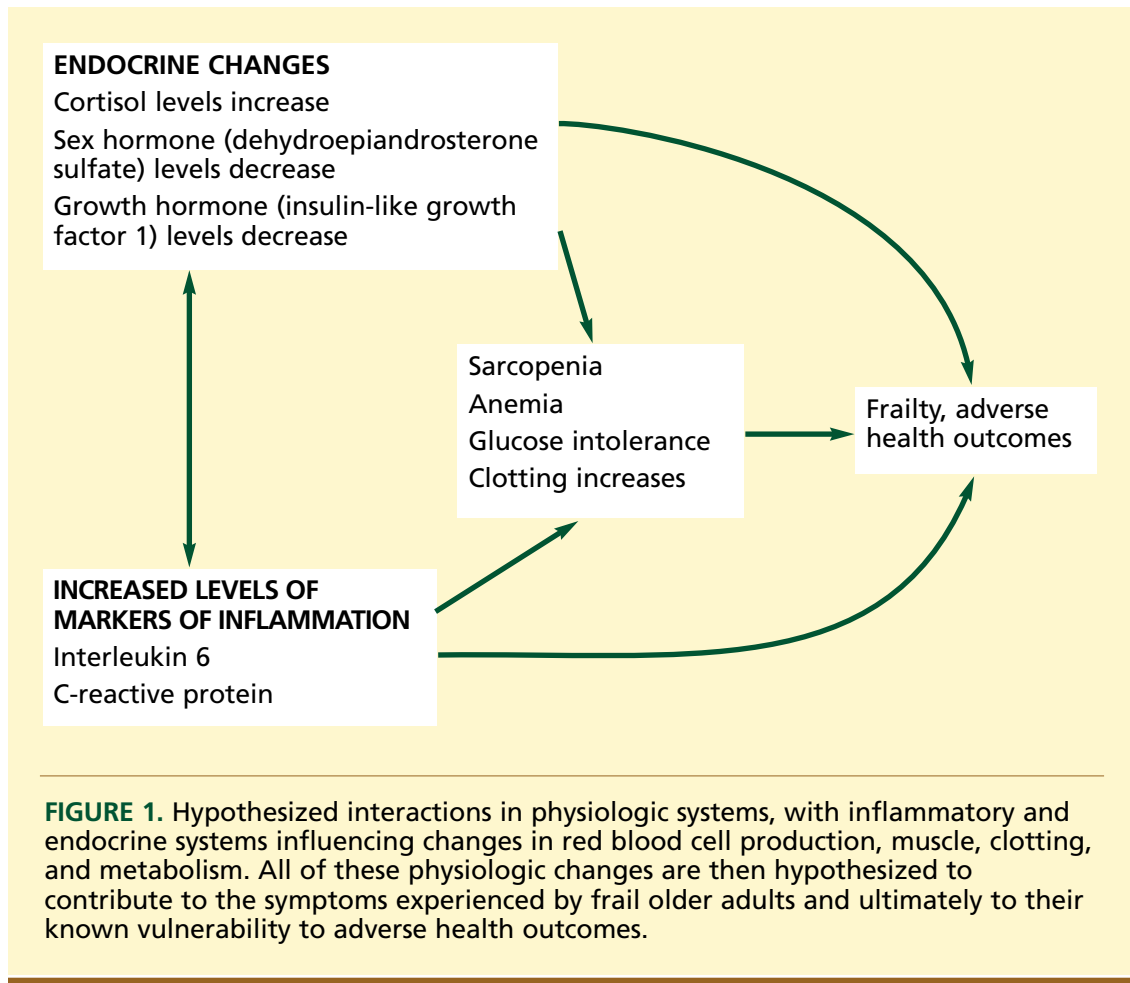 ENDOCRINE CHANGES
Cortisol levels increase
Sex hormone (dehydroepiandrosterone
sulfate) levels decrease
Growth hormone (insulin-like growth
factor 1) levels decrease
Sarcopenia
Anemia
Glucose intolerance
Clotting increases
Frailty, adverse
health outcomes
INCREASED LEVELS OF
MARKERS OF INFLAMMATION
Interleukin 6
C-reactive protein
FIGURE 1. Hypothesized interactions in physiologic systems, with inflammatory and
endocrine systems influencing changes in red blood cell production, muscle, clotting,
and metabolism. All of these physiologic changes are then hypothesized to
contribute to the symptoms experienced by frail older adults and ultimately to their
known vulnerability to adverse health outcomes.